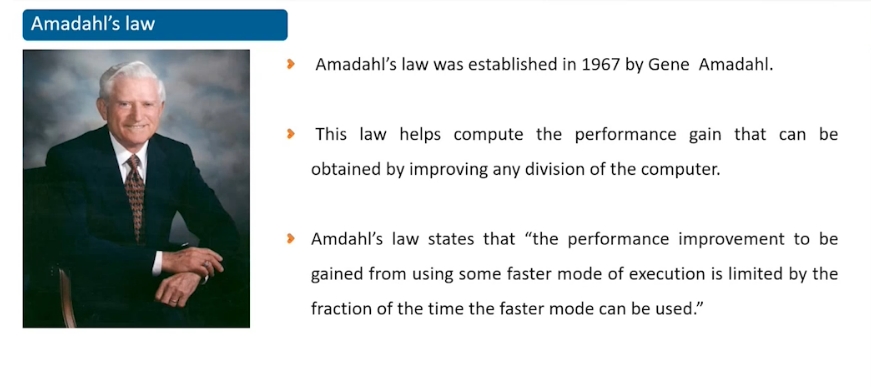 Amadahl’s law
Amadahl’s law was established in 1967 by Gene Amadahl.
This law helps compute the performance gain that can be
obtained by improving any division of the computer.
Amdahl’s law states that “the performance improvement to be
gained from using some faster mode of execution is limited by the
fraction of the time the faster mode can be used.”